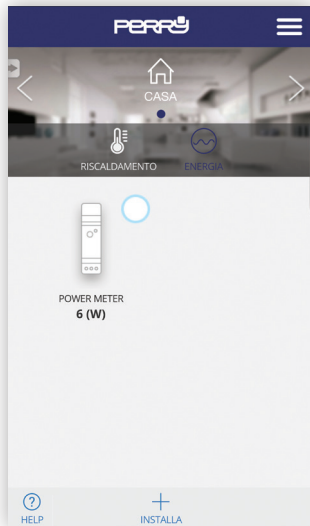 PERRY
CASA
RISCALDAMENTO ENERGIA
POWER METER
6 (W)
?
HELP INSTALLA